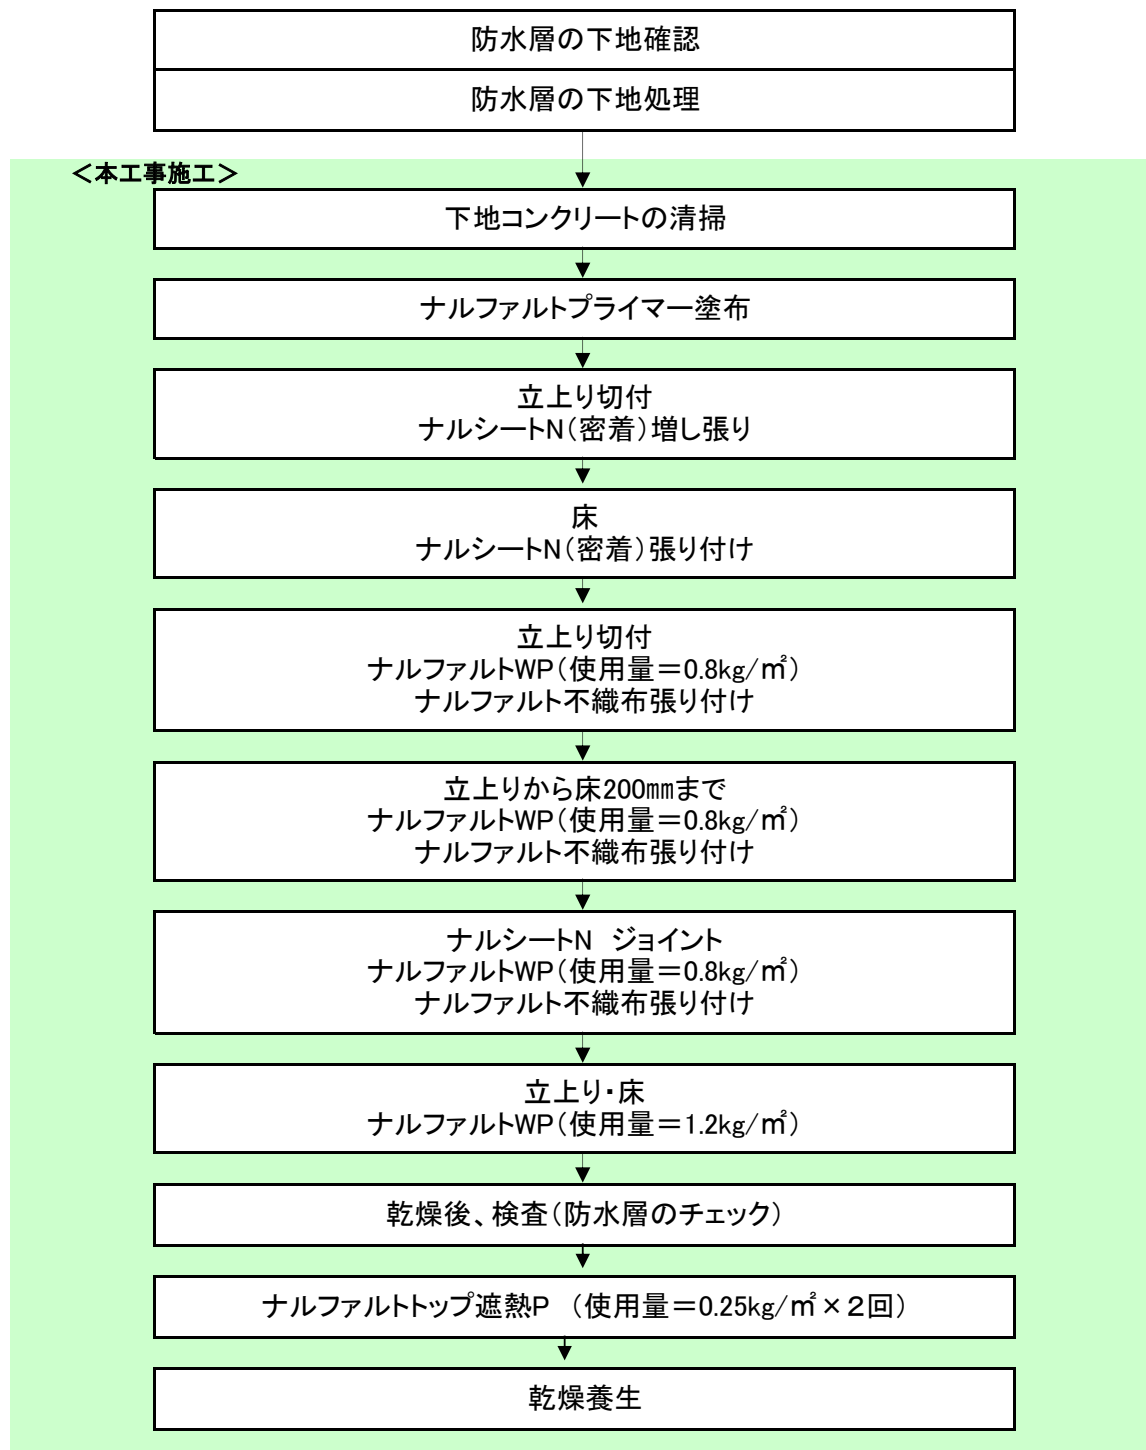 防水層の下地確認
防水層の下地処理
＜本工事施工＞
下地コンクリートの清掃
ナルファルトプライマー塗布
立上り切付
ナルシートN（密着）増し張り
床
ナルシートN（密着）張り付け
立上り切付
ナルファルトWP（使用量＝0.8kg/㎡）
ナルファルト不織布張り付け
立上りから床200㎜まで
ナルファルトWP（使用量＝0.8kg/㎡）
ナルファルト不織布張り付け
ナルシートN　ジョイント
ナルファルトWP（使用量＝0.8kg/㎡）
ナルファルト不織布張り付け
立上り・床
ナルファルトWP（使用量＝1.2kg/㎡）
乾燥後、検査（防水層のチェック）
ナルファルトトップ遮熱P　（使用量＝0.25kg/㎡×２回）
乾燥養生